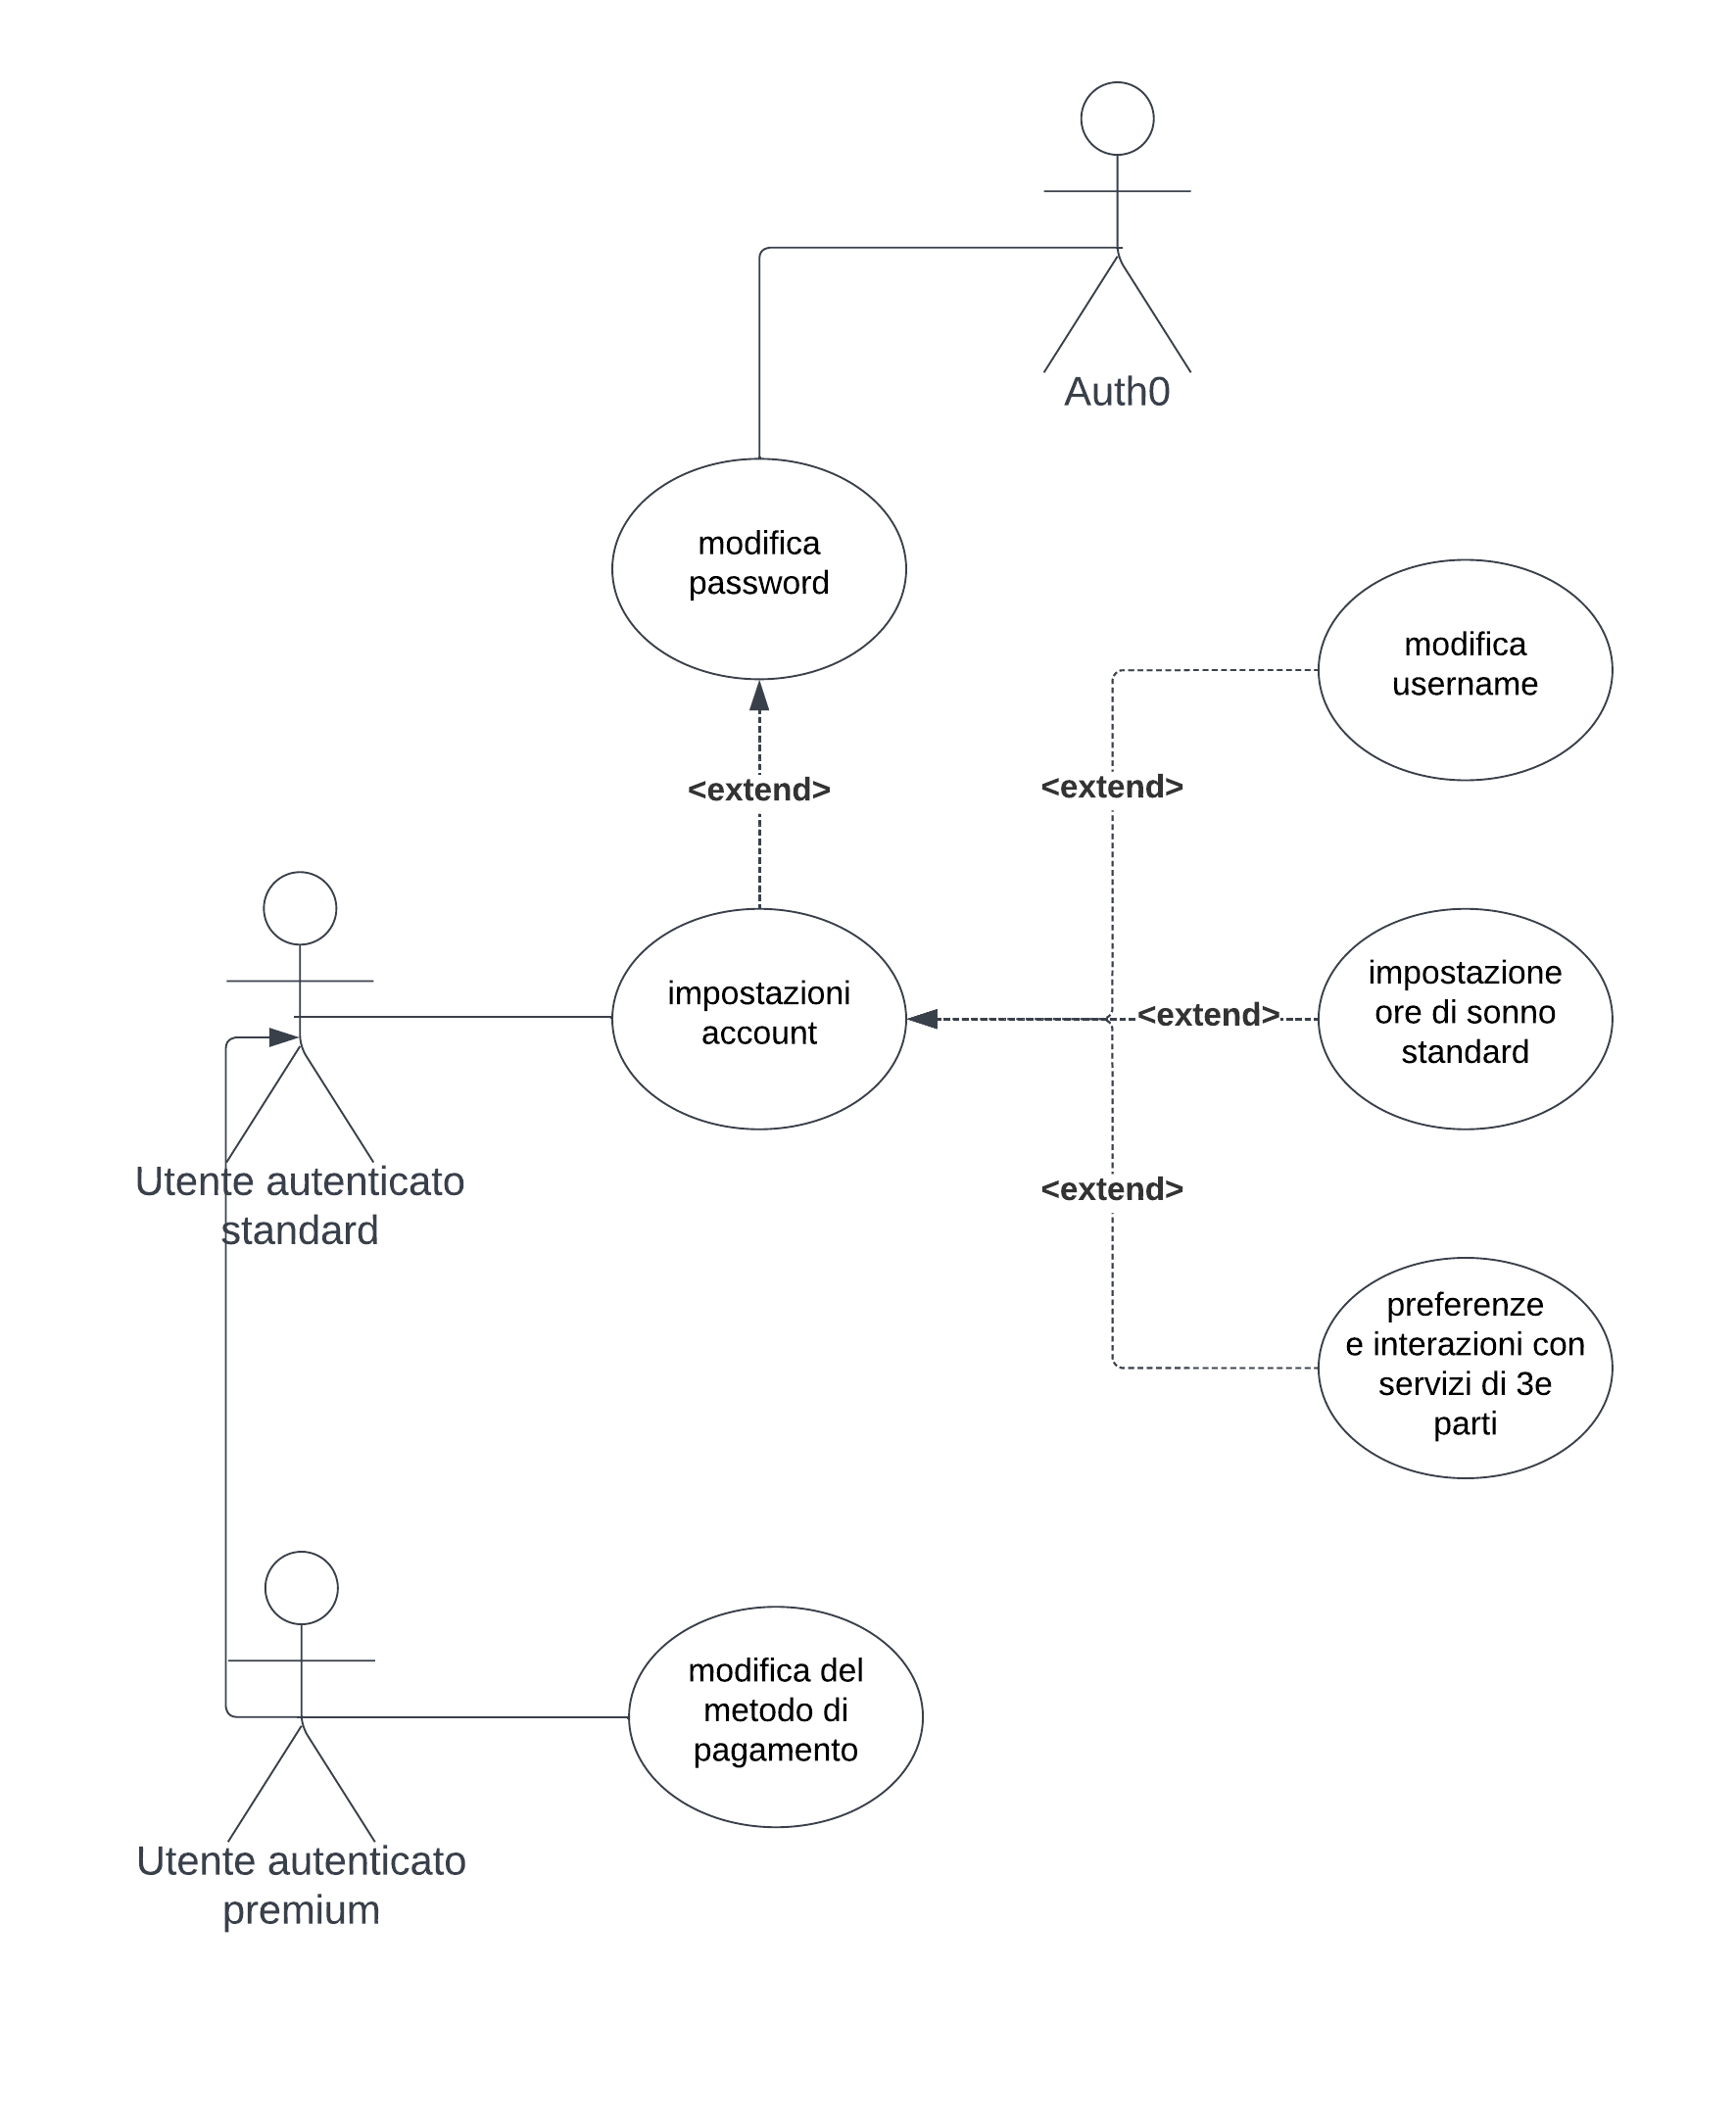 Auth0
modifica
password
modifica
username
<extend>
<extend>
impostazioni
account
<extend>
impostazione
ore di sonno
standard
Utente autenticato
standard
<extend>
preferenze
e interazioni con
servizi di 3e
parti
modifica del
metodo di
pagamento
Utente autenticato
premium